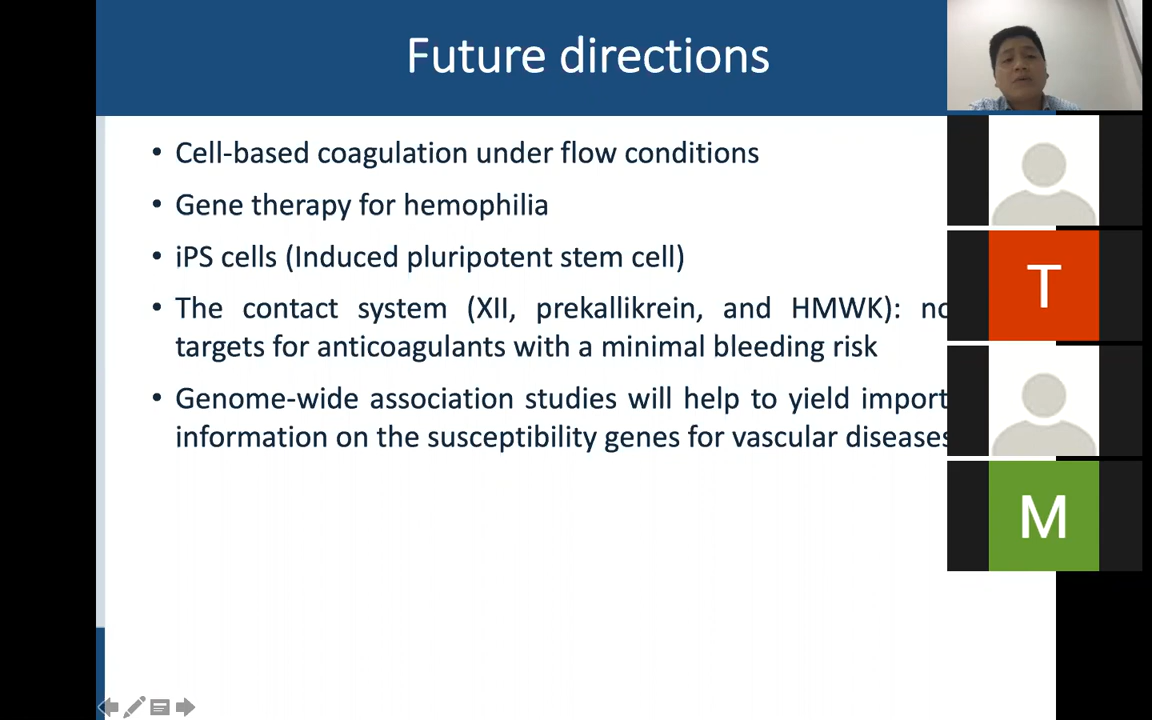 Future directions
• Cell-based coagulation under flow conditions
• Gene therapy for hemophilia
• iPS cells (Induced pluripotent stem cell)
• The contact system (XII, prekallikrein, and HMWK):
targets for anticoagulants with a minimal bleeding risk
• Genome-wide association studies will help to yield
information on the susceptibility genes for vascular diseases
T
M